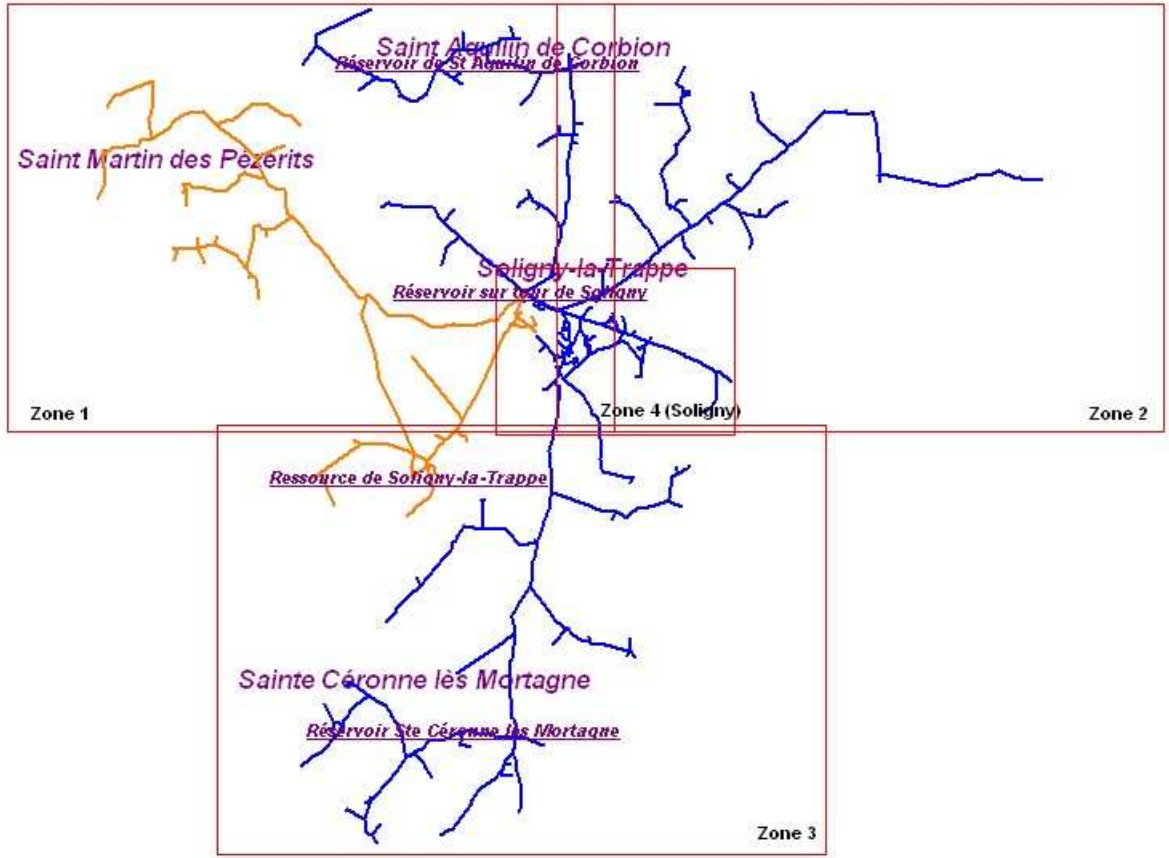 Saint Aquilin de Corbion
Réservoir de St Aquilin de Corbion
Saint Martin des Pézerits
Soligny-la-Trappe
Réservoir sur tour de Soligny
Zone 1
Zone 4 (Soligny)
Zone 2
Ressource de Soligny-la-Trappe
Sainte Céronne lès Mortagne
Réservoir Ste Céronne lès Mortagne
Zone 3